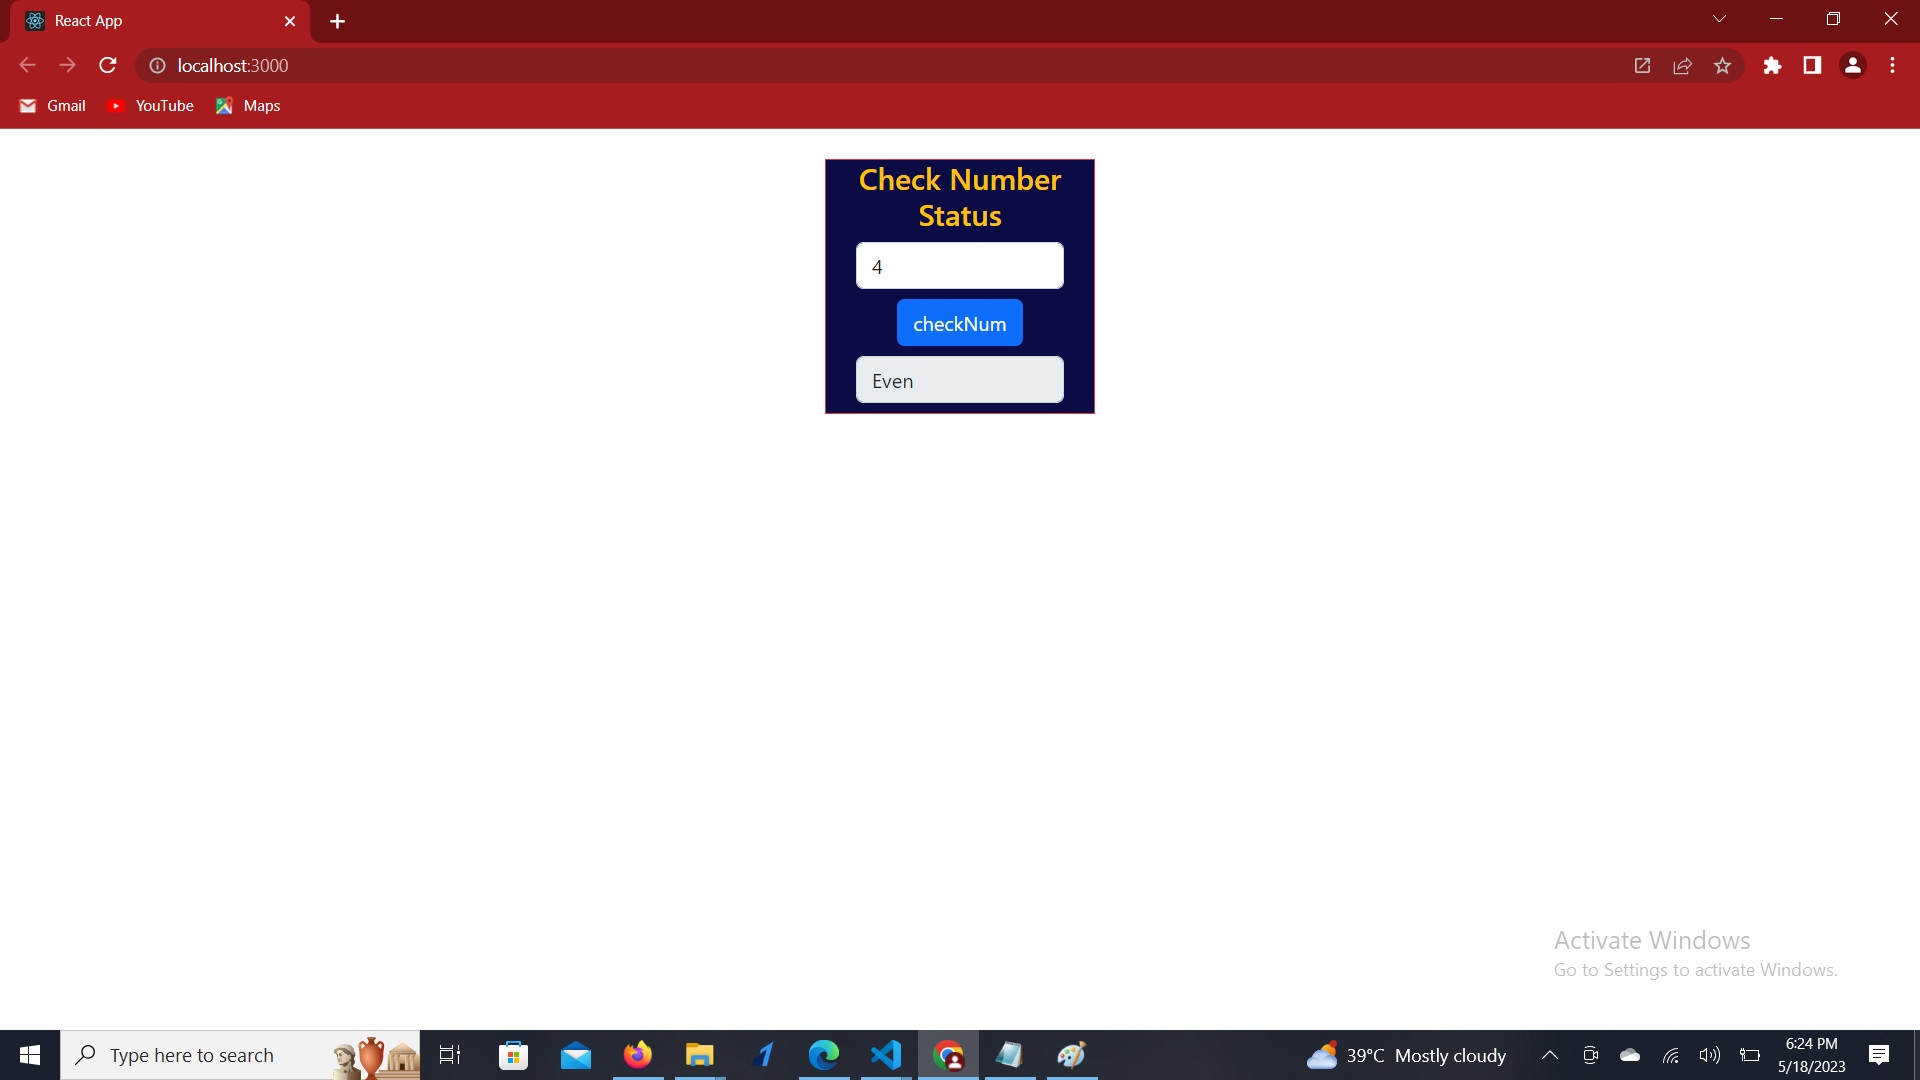 React App
localhost:3000
Gmail YouTube Maps
Check Number
Status
4
checkNum
Even
Activate Windows
Go to Settings to activate Windows.
Type here to search
39°C Mostly cloudy
6:24 PM
5/18/2023